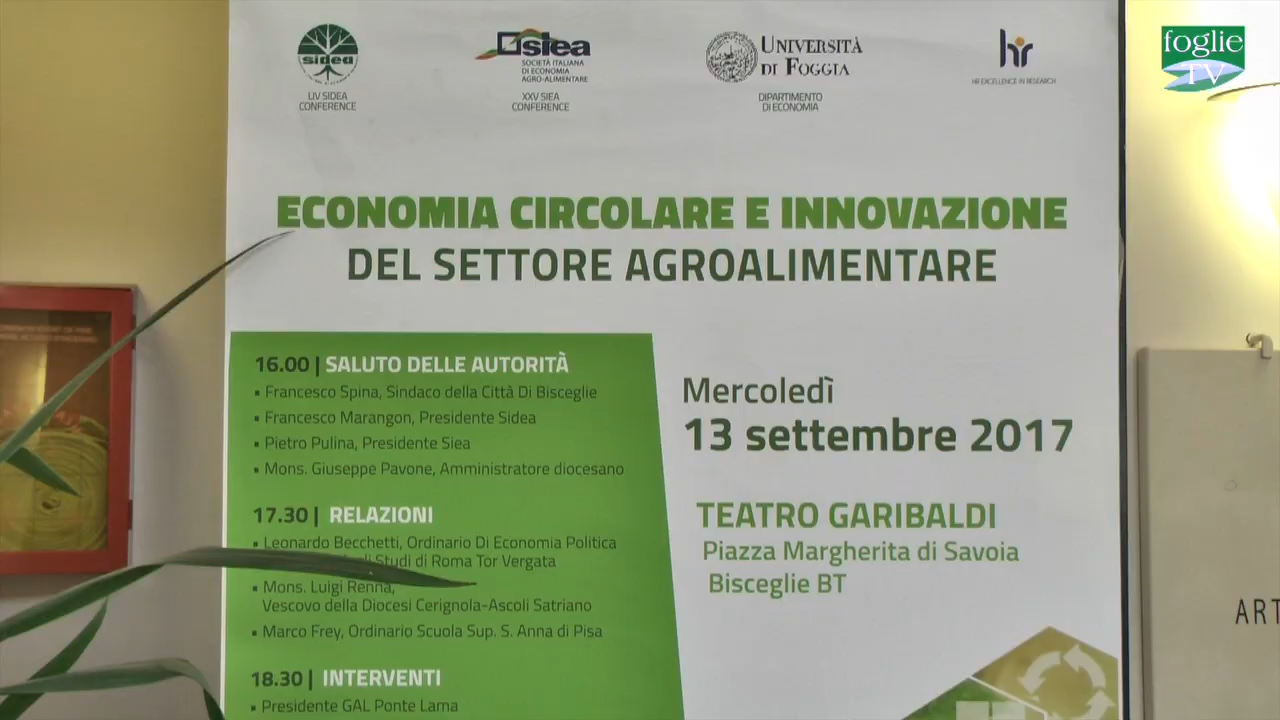 sidea
LIV SIDEA
CONFERENCE
siea
SOCIETÀ ITALIANA
DI ECONOMIA
AGRO-ALIMENTARE
XXV SIEA
CONFERENCE
UNIVERSITÀ
DI FOGGIA
DIPARTIMENTO
DI ECONOMIA
hr
HR EXCELLENCE IN RESEARCH
foglie
TV
ECONOMIA CIRCOLARE E INNOVAZIONE
DEL SETTORE AGROALIMENTARE
16.00 | SALUTO DELLE AUTORITÀ
▪ Francesco Spina, Sindaco della Città Di Bisceglie
▪ Francesco Marangon, Presidente Sidea
▪ Pietro Pulina, Presidente Siea
▪ Mons. Giuseppe Pavone, Amministratore diocesano
17.30 | RELAZIONI
▪ Leonardo Becchetti, Ordinario Di Economia Politica
Studi di Roma Tor Vergata
▪ Mons. Luigi Renna,
Vescovo della Diocesi Cerignola-Ascoli Satriano
▪ Marco Frey, Ordinario Scuola Sup. S. Anna di Pisa
18.30 | INTERVENTI
▪ Presidente GAL Ponte Lama
Mercoledì
13 settembre 2017
TEATRO GARIBALDI
Piazza Margherita di Savoia
Bisceglie BT
ART